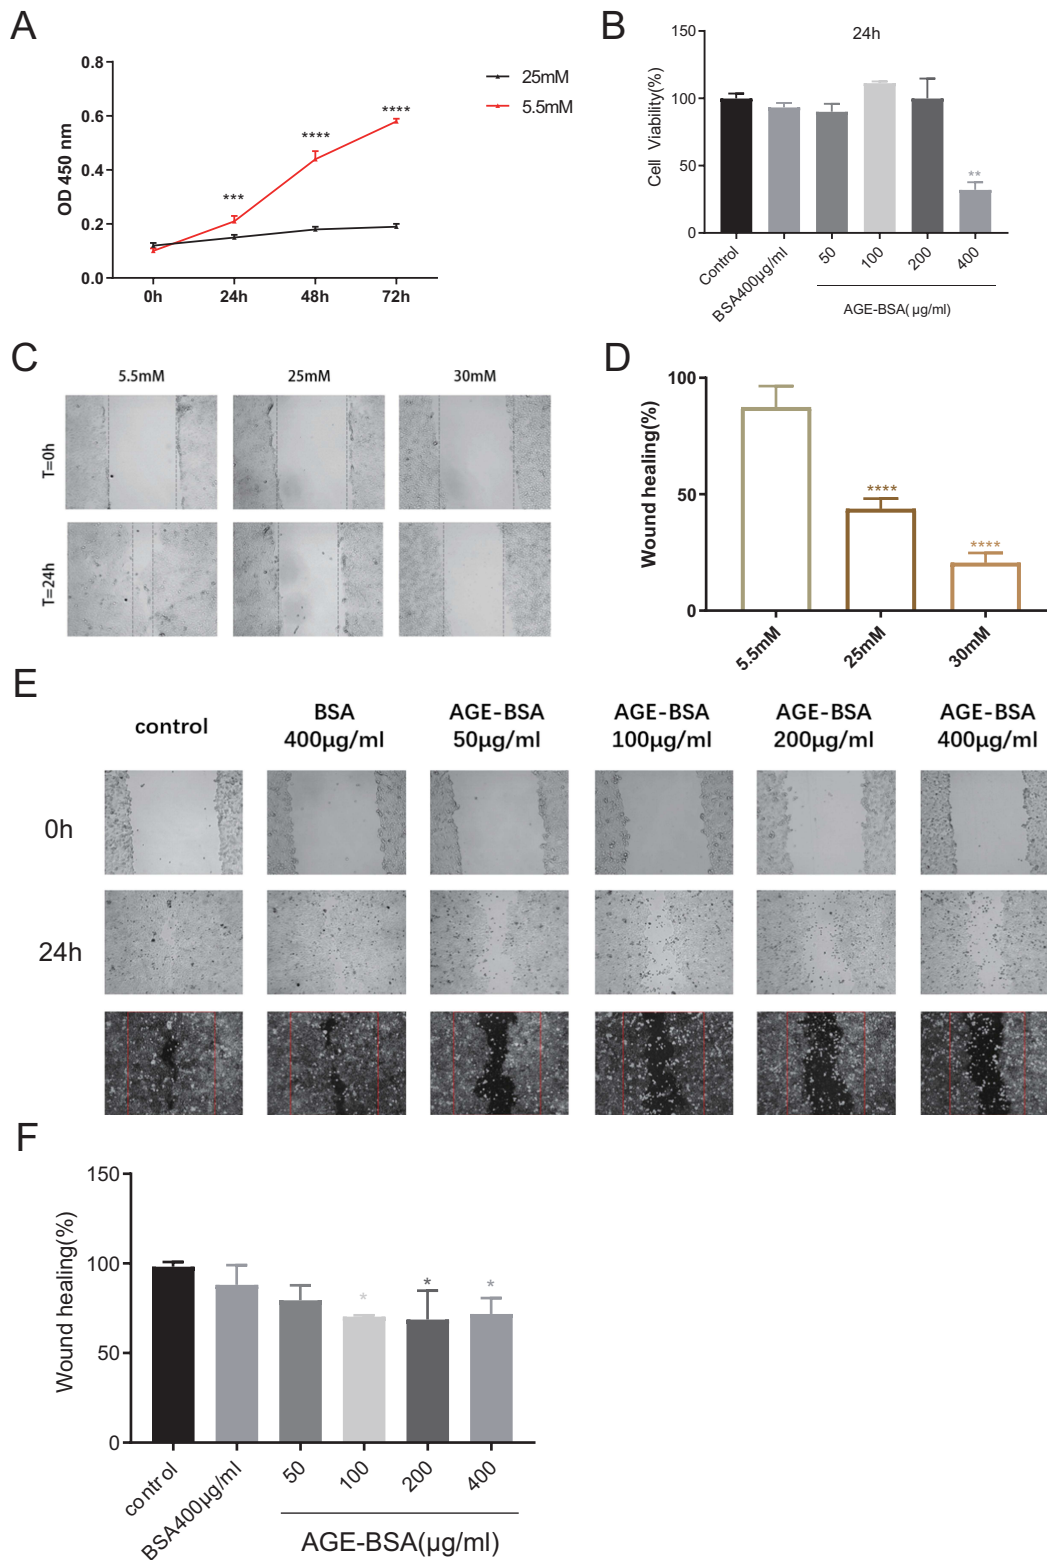 A
0.8
0.6
0.4
0.2
0.0
OD 450 nm
***
****
****
0h
24h
48h
72h
25mM
5.5mM
B
24h
150
100
50
0
Cell Viability(%)
**
Control
BSA400μg/ml
50
100
200
400
AGE-BSA( μg/ml)
C
5.5mM
25mM
30mM
T=0h
T=24h
D
100
50
0
Wound healing(%)
****
****
5.5mM
25mM
30mM
E
control
BSA
400μg/ml
AGE-BSA
50μg/ml
AGE-BSA
100μg/ml
AGE-BSA
200μg/ml
AGE-BSA
400μg/ml
0h
24h
F
150
100
50
0
Wound healing(%)
*
*
*
control
BSA400μg/ml
50
100
200
400
AGE-BSA(μg/ml)